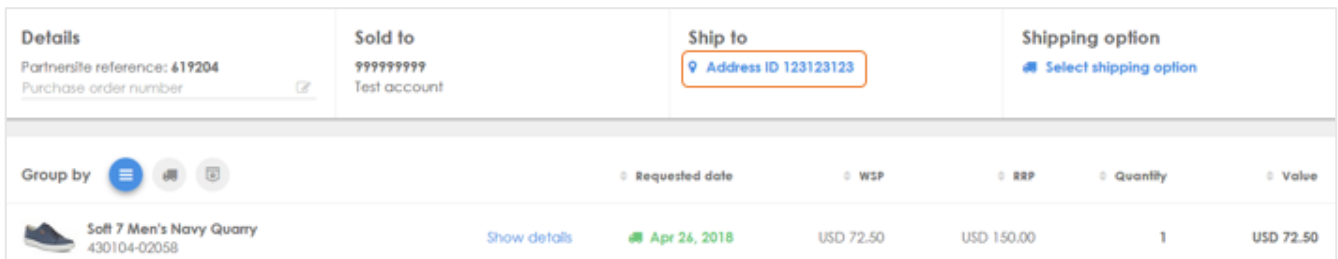 Details
Partnersite reference: 619204
Purchase order number
Sold to
999999999
Test account
Ship to
Address ID 123123123
Shipping option
Select shipping option
Group by
Requested date WSP RRP Quantity Value
Soft 7 Men's Navy Quarry
430104-02058
Show details Apr 26, 2018 USD 72.50 USD 150.00 1 USD 72.50